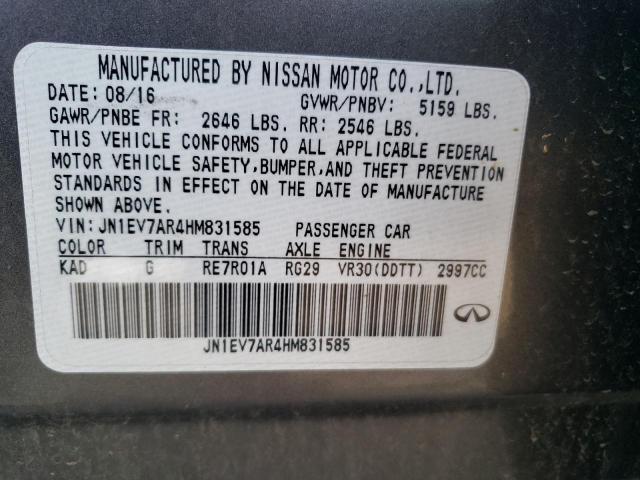 MANUFACTURED BY NISSAN MOTOR CO.,LTD.
DATE: 08/16 GVWR/PNBV: 5159 LBS.
GAWR/PNBE FR: 2646 LBS. RR: 2546 LBS.
THIS VEHICLE CONFORMS TO ALL APPLICABLE FEDERAL
MOTOR VEHICLE SAFETY,BUMPER,AND THEFT PREVENTION
STANDARDS IN EFFECT ON THE DATE OF MANUFACTURE
SHOWN ABOVE.
VIN:JN1EV7AR4HM831585 PASSENGER CAR
COLOR TRIM TRANS AXLE ENGINE
KAD G RE7R01A RG29 VR30(DDTT) 2997CC
JN1EV7AR4HM831585